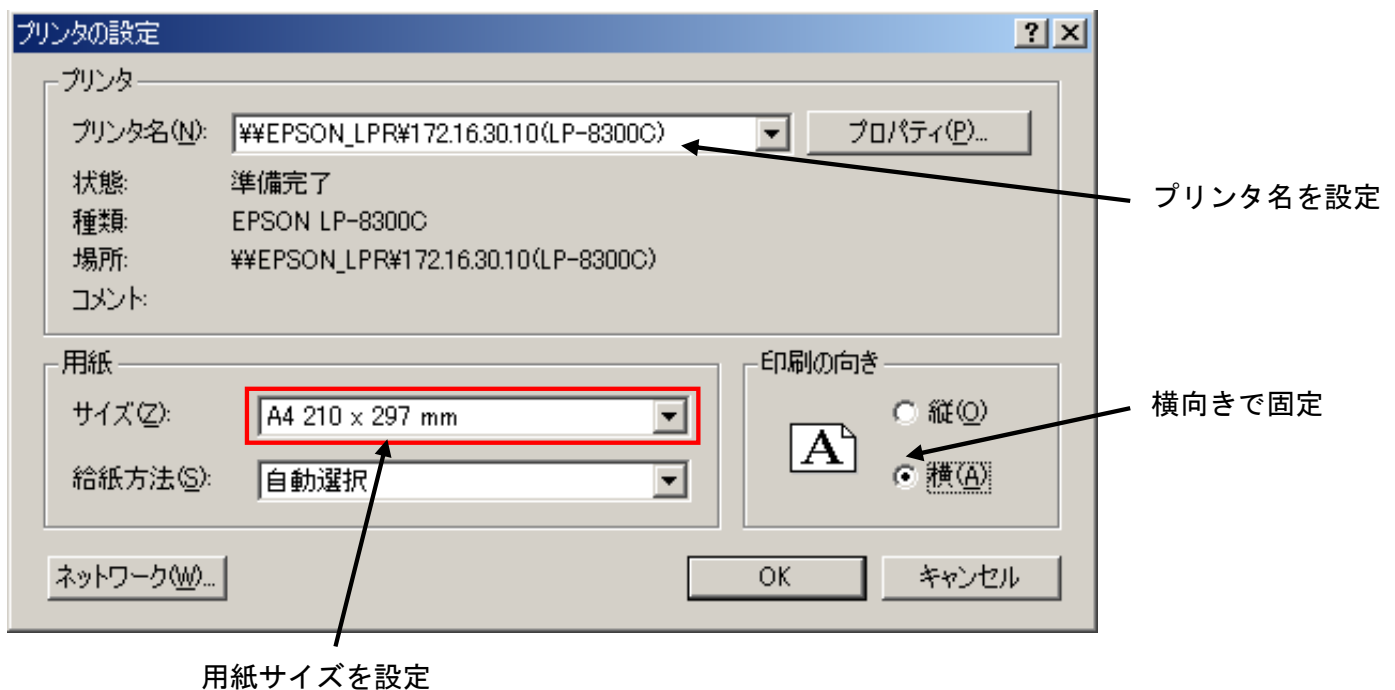 プリンタの設定
プリンタ
プリンタ名(N): ¥¥EPSON_LPR¥172.16.30.10(LP-8300C) プロパティ(P)...
プリンタ名を設定
状態: 準備完了
種類: EPSON LP-8300C
場所: ¥¥EPSON_LPR¥172.16.30.10(LP-8300C)
コメント:
用紙
サイズ(Z): A4 210 x 297 mm
給紙方法(S): 自動選択
印刷の向き
A
縦(O)
横(A)
横向きで固定
ネットワーク(W)... OK キャンセル
用紙サイズを設定